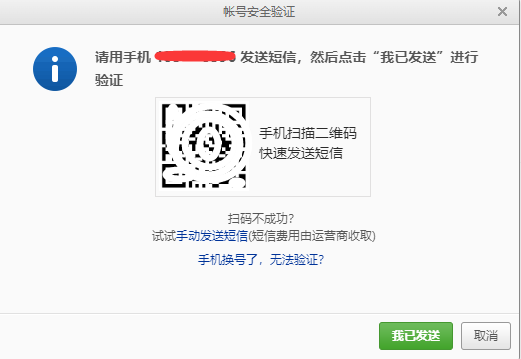 帐号安全验证
请用手机 发送短信，然后点击“我已发送”进行
验证
手机扫描二维码
快速发送短信
扫码不成功？
试试手动发送短信(短信费用由运营商收取)
手机换号了，无法验证？
我已发送
取消